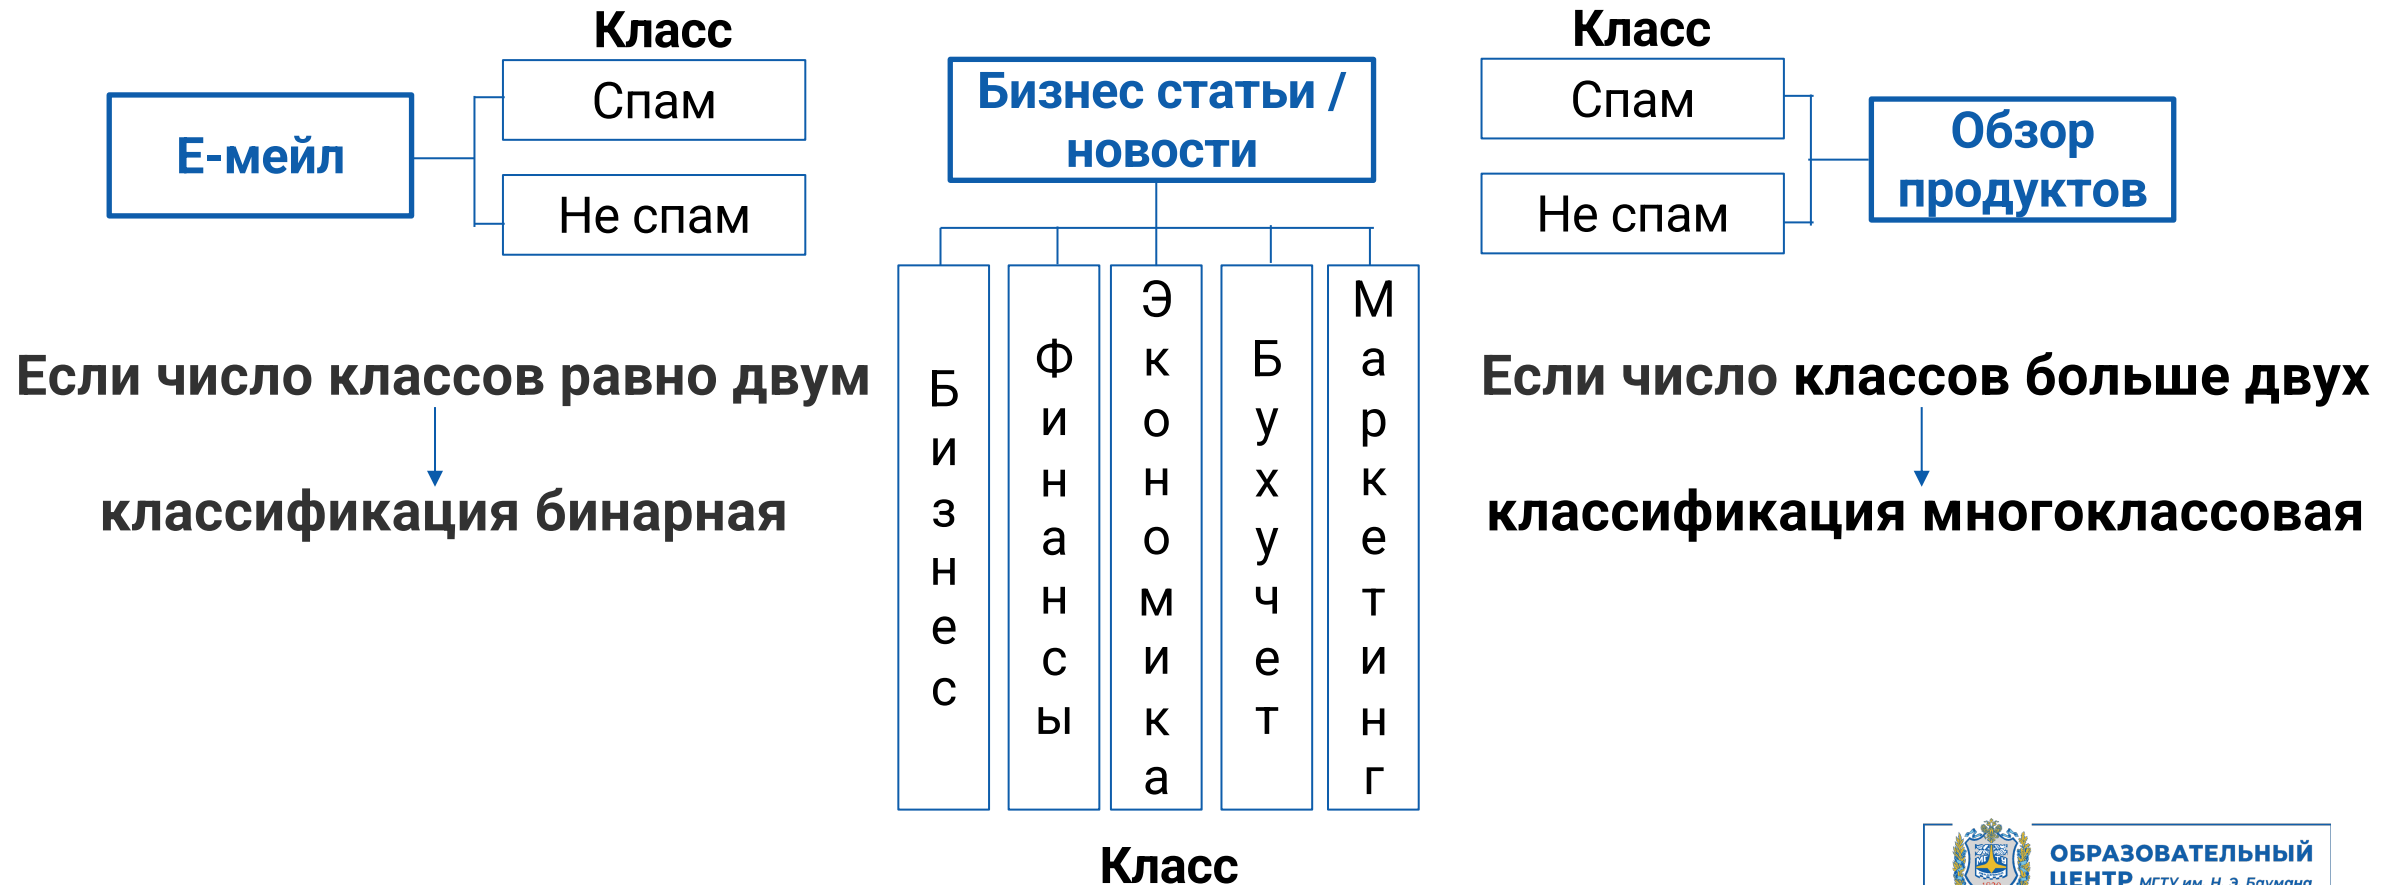 Класс
Спам
Е-мейл
Не спам
Бизнес статьи /
новости
Класс
Спам
Не спам
Обзор
продуктов
Бизнес
Финансы
Экономика
Бухучет
Маркетинг
Класс
Если число классов равно двум
классификация бинарная
Если число классов больше двух
классификация многоклассовая
МГТУ
1830
ОБРАЗОВАТЕЛЬНЫЙ
ЦЕНТР МГТУ им. Н. Э. Баумана